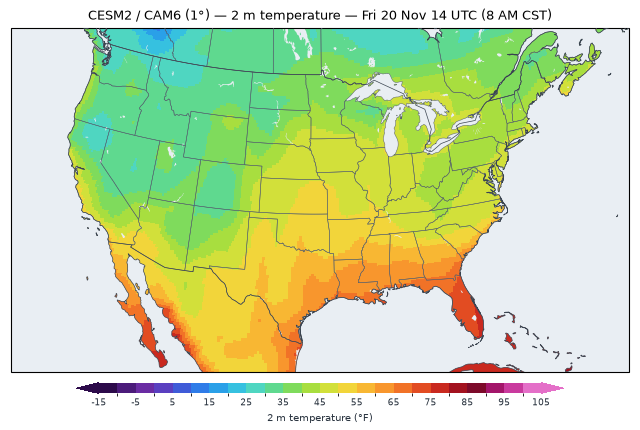 CESM2 / CAM6 (1°) — 2 m temperature — Fri 20 Nov 14 UTC (8 AM CST)
-15 -5 5 15 25 35 45 55 65 75 85 95 105
2 m temperature (°F)